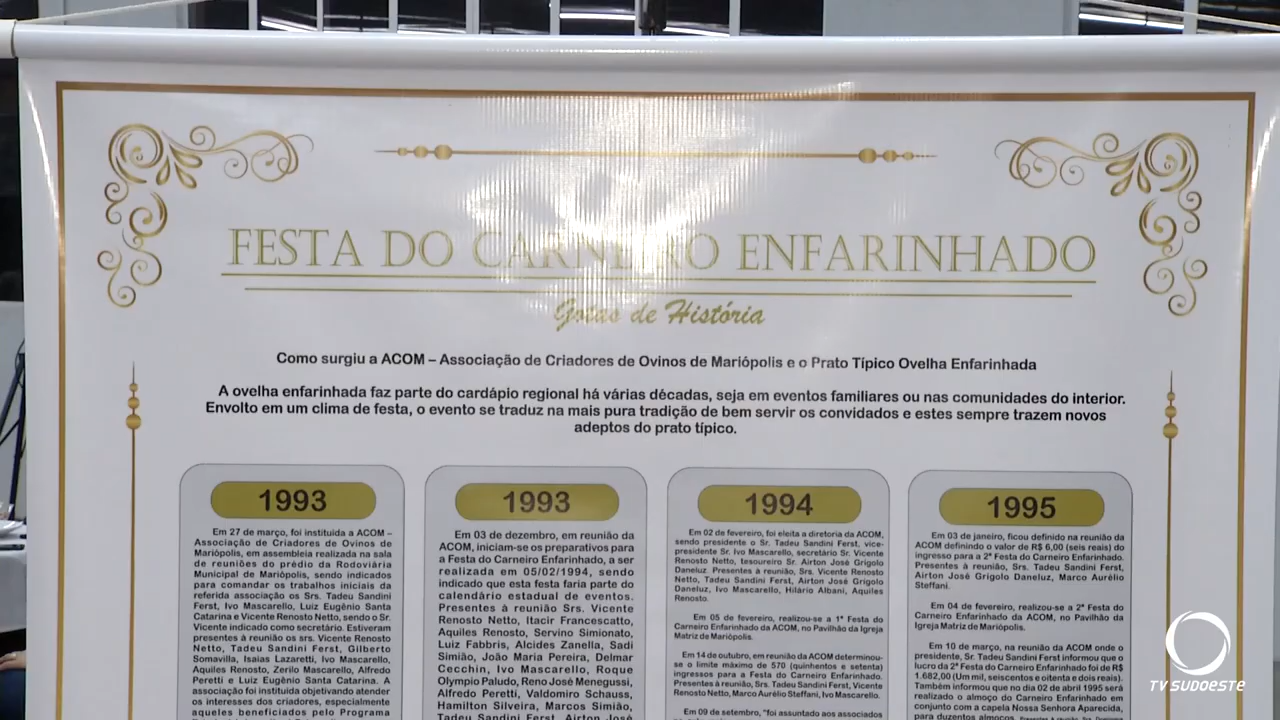 FESTA DO CARNEIRO ENFARINHADO
Gotas de História
Como surgiu a ACOM – Associação de Criadores de Ovinos de Mariópolis e o Prato Típico Ovelha Enfarinhada
A ovelha enfarinhada faz parte do cardápio regional há várias décadas, seja em eventos familiares ou nas comunidades do interior.
Envolto em um clima de festa, o evento se traduz na mais pura tradição de bem servir os convidados e estes sempre trazem novos
adeptos do prato típico.
1993
Em 27 de março, foi instituída a ACOM –
Associação de Criadores de Ovinos de
Mariópolis, em assembleia realizada na sala
de reuniões do prédio da Rodoviária
Municipal de Mariópolis, sendo indicados
para comandar os trabalhos iniciais da
referida associação os Srs. Tadeu Sandini
Ferst, Ivo Mascarello, Luiz Eugênio Santa
Catarina e Vicente Renosto Netto, sendo o Sr.
Vicente indicado como secretário. Estiveram
presentes à reunião os srs. Vicente Renosto
Netto, Tadeu Sandini Ferst, Gilberto
Somavilla, Isaias Lazaretti, Ivo Mascarello,
Aquiles Renosto, Zerilo Mascarello, Alfredo
Peretti e Luiz Eugênio Santa Catarina. A
associação foi instituída objetivando atender
os interesses dos criadores, especialmente
aqueles beneficiados pelo Programa
1993
Em 03 de dezembro, em reunião da
ACOM, iniciam-se os preparativos para
a Festa do Carneiro Enfarinhado, a ser
realizada em 05/02/1994, sendo
indicado que esta festa faria parte do
calendário estadual de eventos.
Presentes à reunião Srs. Vicente
Renosto Netto, Itacir Francescatto,
Aquiles Renosto, Servino Simionato,
Luiz Fabbris, Alcides Zanella, Sadi
Simião, João Maria Pereira, Delmar
Cecchin, Ivo Mascarello, Roque
Olympio Paludo, Reno José Menegussi,
Alfredo Peretti, Valdomiro Schauss,
Hamilton Silveira, Marcos Simião,
Tadeu Sandini Ferst, Airton José
1994
Em 02 de fevereiro, foi eleita a diretoria da ACOM,
sendo presidente o Sr. Tadeu Sandini Ferst, vice-
presidente Sr. Ivo Mascarello, secretário Sr. Vicente
Renosto Netto, tesoureiro Sr. Airton José Grigolo
Daneluz. Presentes à reunião, Srs. Vicente Renosto
Netto, Tadeu Sandini Ferst, Airton José Grigolo
Daneluz, Ivo Mascarello, Hilário Albani, Aquiles
Renosto.
Em 05 de fevereiro, realizou-se a 1ª Festa do
Carneiro Enfarinhado da ACOM, no Pavilhão da Igreja
Matriz de Mariópolis.
Em 14 de outubro, em reunião da ACOM determinou-
se o limite máximo de 570 (quinhentos e setenta)
ingressos para a Festa do Carneiro Enfarinhado.
Presentes à reunião, Srs. Tadeu Sandini Ferst, Vicente
Renosto Netto, Marco Aurélio Steffani, Ivo Mascarello.
Em 09 de setembro, "foi assuntado aos associados
1995
Em 03 de janeiro, ficou definido na reunião da
ACOM definindo o valor de R$ 6,00 (seis reais) do
ingresso para a 2ª Festa do Carneiro Enfarinhado.
Presentes à reunião, Srs. Tadeu Sandini Ferst,
Airton José Grigolo Daneluz, Marco Aurélio
Steffani.
Em 04 de fevereiro, realizou-se a 2ª Festa do
Carneiro Enfarinhado da ACOM, no Pavilhão da
Igreja Matriz de Mariópolis.
Em 10 de março, na reunião da ACOM onde o
presidente, Sr. Tadeu Sandini Ferst informou que o
lucro da 2ª Festa do Carneiro Enfarinhado foi de R$
1.682,00 (Um mil, seiscentos e oitenta e dois reais).
Também informou que no dia 02 de abril 1995 será
realizado o almoço do Carneiro Enfarinhado em
conjunto com a capela Nossa Senhora Aparecida,
para duzentos almoços.
TV SUDOESTE